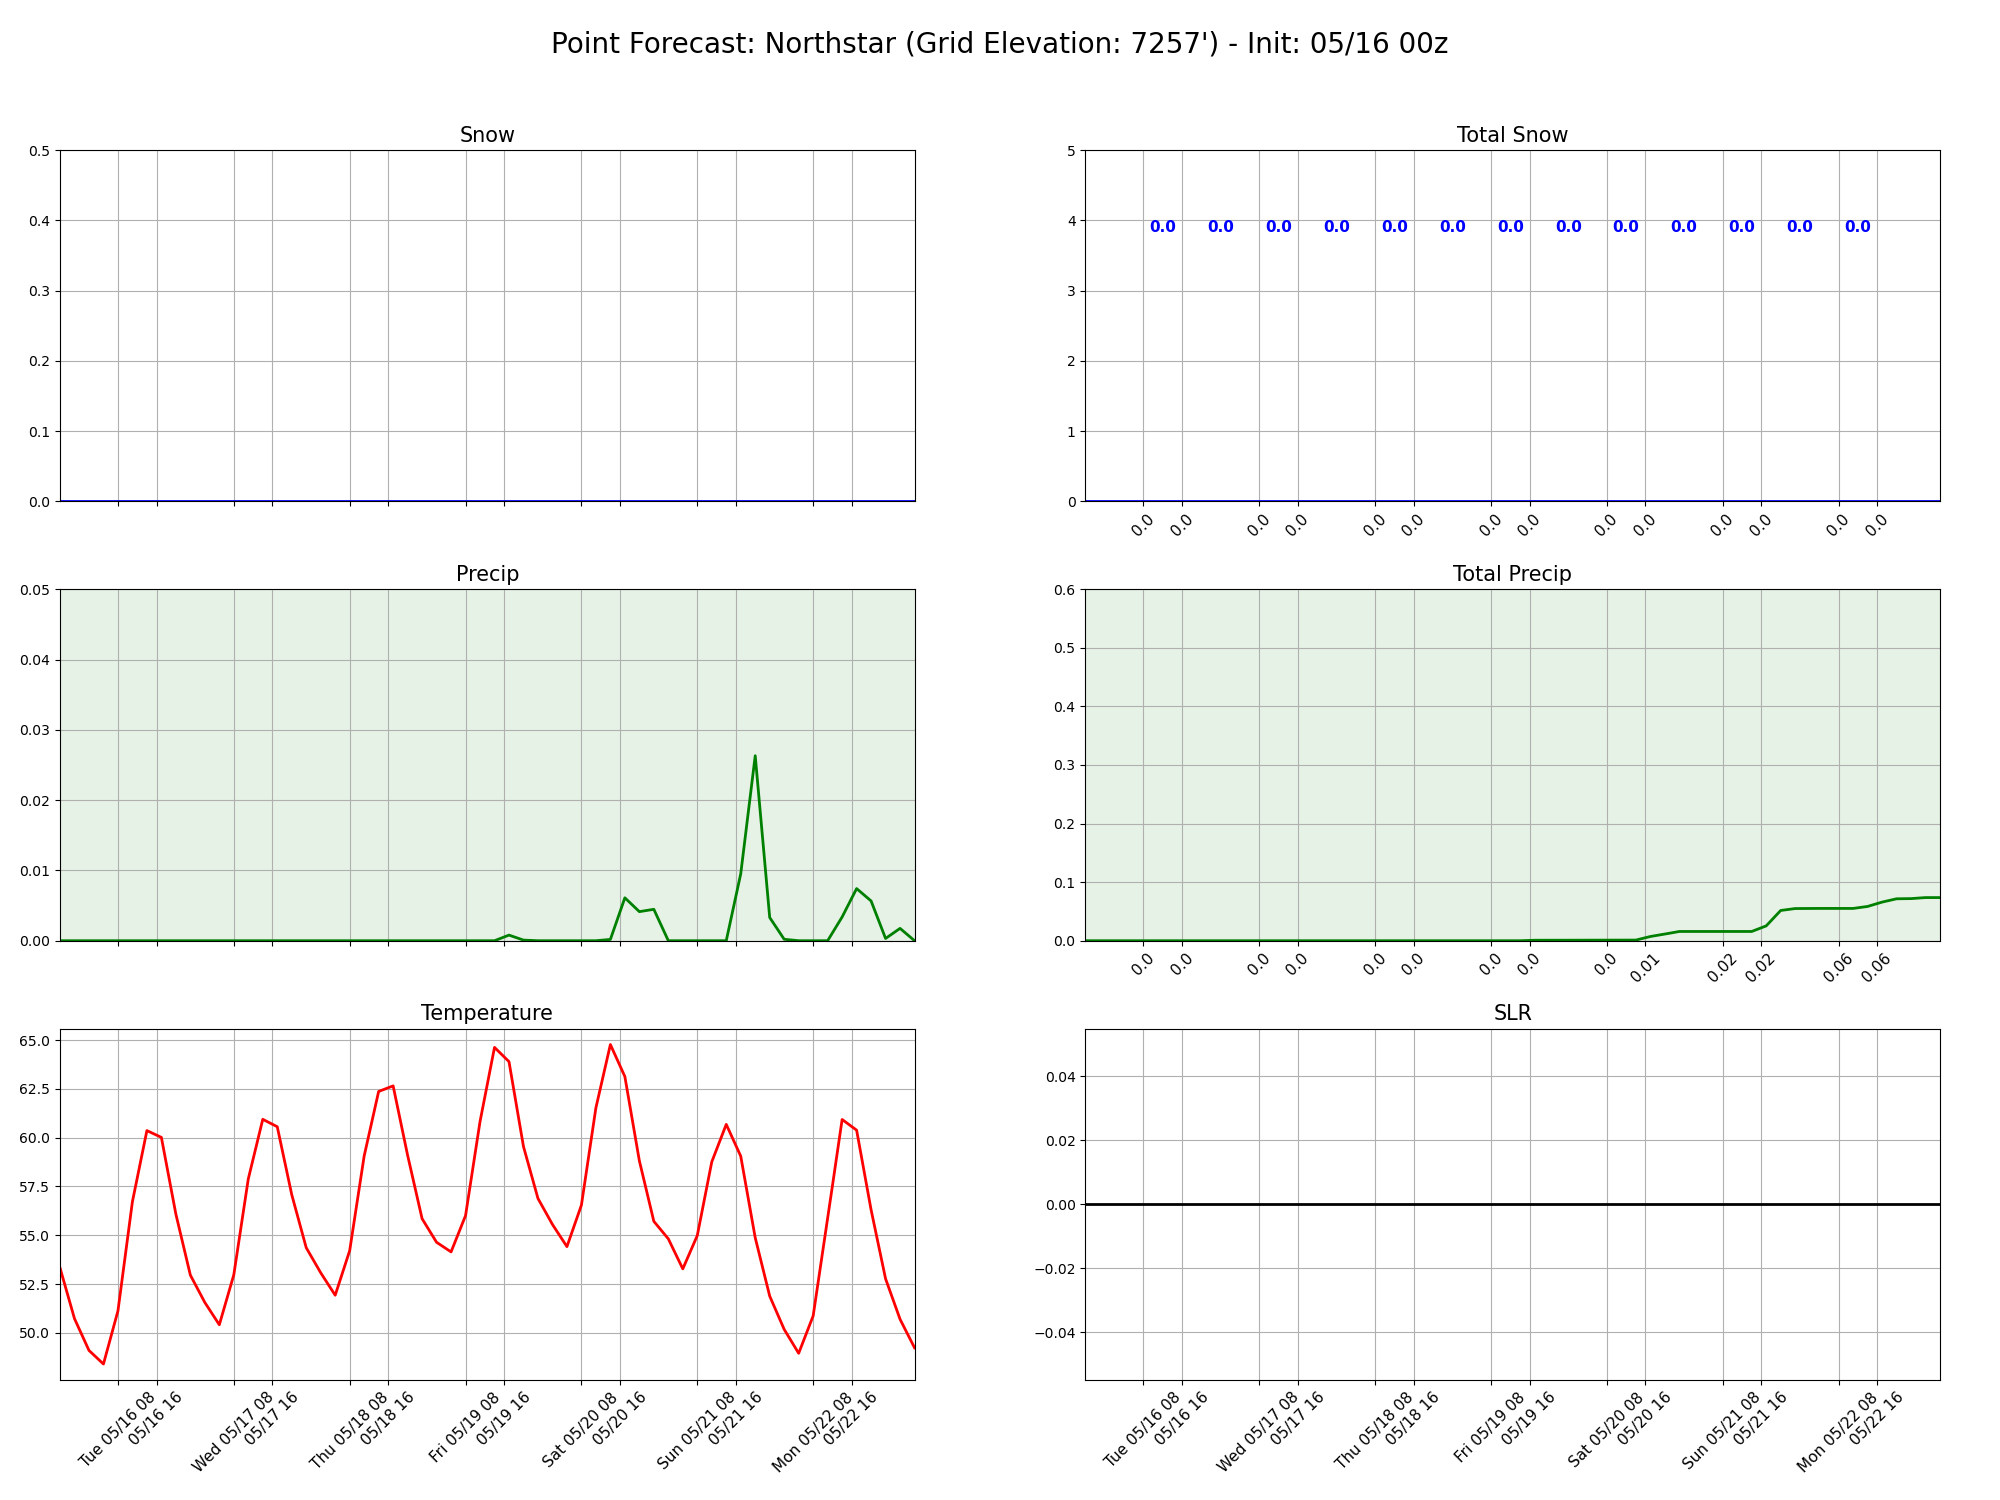 Point Forecast: Northstar (Grid Elevation: 7257') - Init: 05/16 00z
Snow
0.5
0.4
0.3
0.2
0.1
0.0
Total Snow
5
4
3
2
1
0
0.0 0.0 0.0 0.0 0.0 0.0 0.0 0.0 0.0 0.0 0.0 0.0 0.0
0.0 0.0 0.0 0.0 0.0 0.0 0.0 0.0 0.0 0.0 0.0 0.0 0.0 0.0
Precip
0.05
0.04
0.03
0.02
0.01
0.00
Total Precip
0.6
0.5
0.4
0.3
0.2
0.1
0.0
0.0 0.0 0.0 0.0 0.0 0.0 0.0 0.0 0.0 0.01 0.02 0.02 0.06 0.06
Temperature
65.0
62.5
60.0
57.5
55.0
52.5
50.0
Tue 05/16 08
05/16 16
Wed 05/17 08
05/17 16
Thu 05/18 08
05/18 16
Fri 05/19 08
05/19 16
Sat 05/20 08
05/20 16
Sun 05/21 08
05/21 16
Mon 05/22 08
05/22 16
SLR
0.04
0.02
0.00
−0.02
−0.04
Tue 05/16 08
05/16 16
Wed 05/17 08
05/17 16
Thu 05/18 08
05/18 16
Fri 05/19 08
05/19 16
Sat 05/20 08
05/20 16
Sun 05/21 08
05/21 16
Mon 05/22 08
05/22 16